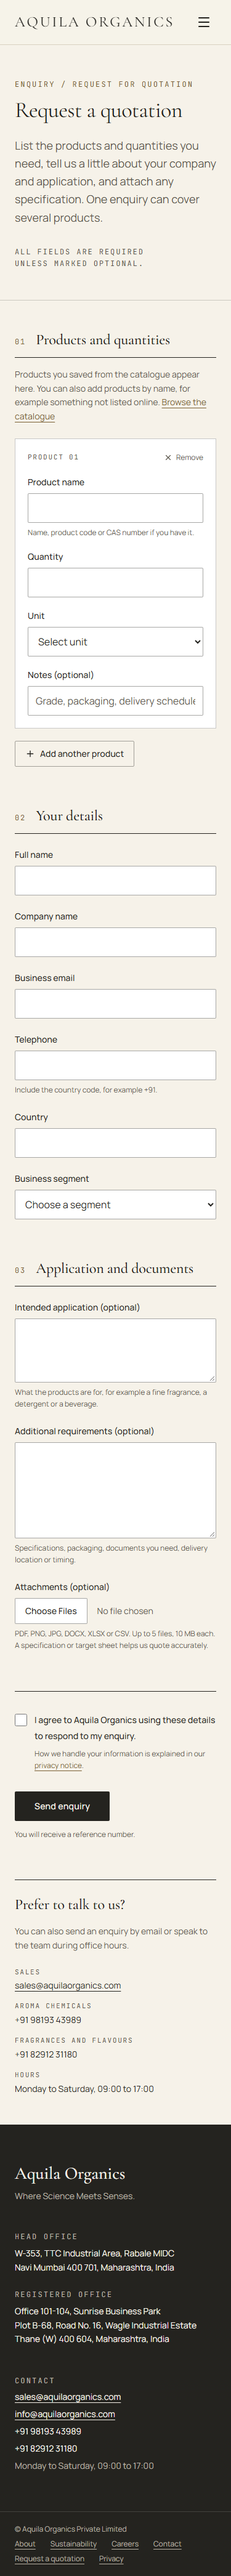 AQUILA ORGANICS
ENQUIRY / REQUEST FOR QUOTATION
Request a quotation
List the products and quantities you
need, tell us a little about your company
and application, and attach any
specification. One enquiry can cover
several products.
ALL FIELDS ARE REQUIRED
UNLESS MARKED OPTIONAL.
01 Products and quantities
Products you saved from the catalogue appear
here. You can also add products by name, for
example something not listed online. Browse the
catalogue
PRODUCT 01
Remove
Product name
Name, product code or CAS number if you have it.
Quantity
Unit
Select unit
Notes (optional)
Grade, packaging, delivery schedule
Add another product
02 Your details
Full name
Company name
Business email
Telephone
Include the country code, for example +91.
Country
Business segment
Choose a segment
03 Application and documents
Intended application (optional)
What the products are for, for example a fine fragrance, a
detergent or a beverage.
Additional requirements (optional)
Specifications, packaging, documents you need, delivery
location or timing.
Attachments (optional)
Choose Files No file chosen
PDF, PNG, JPG, DOCX, XLSX or CSV. Up to 5 files, 10 MB each.
A specification or target sheet helps us quote accurately.
I agree to Aquila Organics using these details
to respond to my enquiry.
How we handle your information is explained in our
privacy notice.
Send enquiry
You will receive a reference number.
Prefer to talk to us?
You can also send an enquiry by email or speak to
the team during office hours.
SALES
sales@aquilaorganics.com
AROMA CHEMICALS
+91 98193 43989
FRAGRANCES AND FLAVOURS
+91 82912 31180
HOURS
Monday to Saturday, 09:00 to 17:00
Aquila Organics
Where Science Meets Senses.
HEAD OFFICE
W-353, TTC Industrial Area, Rabale MIDC
Navi Mumbai 400 701, Maharashtra, India
REGISTERED OFFICE
Office 101-104, Sunrise Business Park
Plot B-68, Road No. 16, Wagle Industrial Estate
Thane (W) 400 604, Maharashtra, India
CONTACT
sales@aquilaorganics.com
info@aquilaorganics.com
+91 98193 43989
+91 82912 31180
Monday to Saturday, 09:00 to 17:00
© Aquila Organics Private Limited
About Sustainability Careers Contact
Request a quotation Privacy